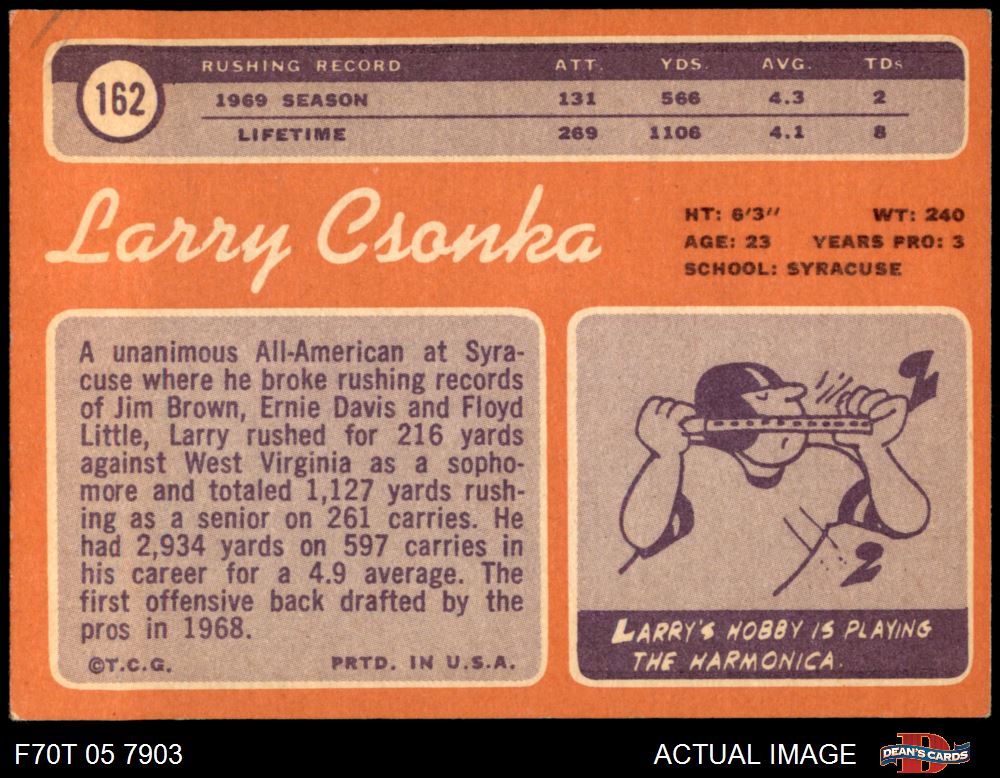 162
RUSHING RECORD ATT. YDS. AVG. TDs
1969 SEASON 131 566 4.3 2
LIFETIME 269 1106 4.1 8
Larry Csonka
HT: 6'3" WT: 240
AGE: 23 YEARS PRO: 3
SCHOOL: SYRACUSE
A unanimous All-American at Syra-
cuse where he broke rushing records
of Jim Brown, Ernie Davis and Floyd
Little, Larry rushed for 216 yards
against West Virginia as a sopho-
more and totaled 1,127 yards rush-
ing as a senior on 261 carries. He
had 2,934 yards on 597 carries in
his career for a 4.9 average. The
first offensive back drafted by the
pros in 1968.
©T.C.G. PRTD. IN U.S.A.
LARRY'S HOBBY IS PLAYING
THE HARMONICA.
F70T 05 7903 ACTUAL IMAGE
D
DEAN'S CARDS